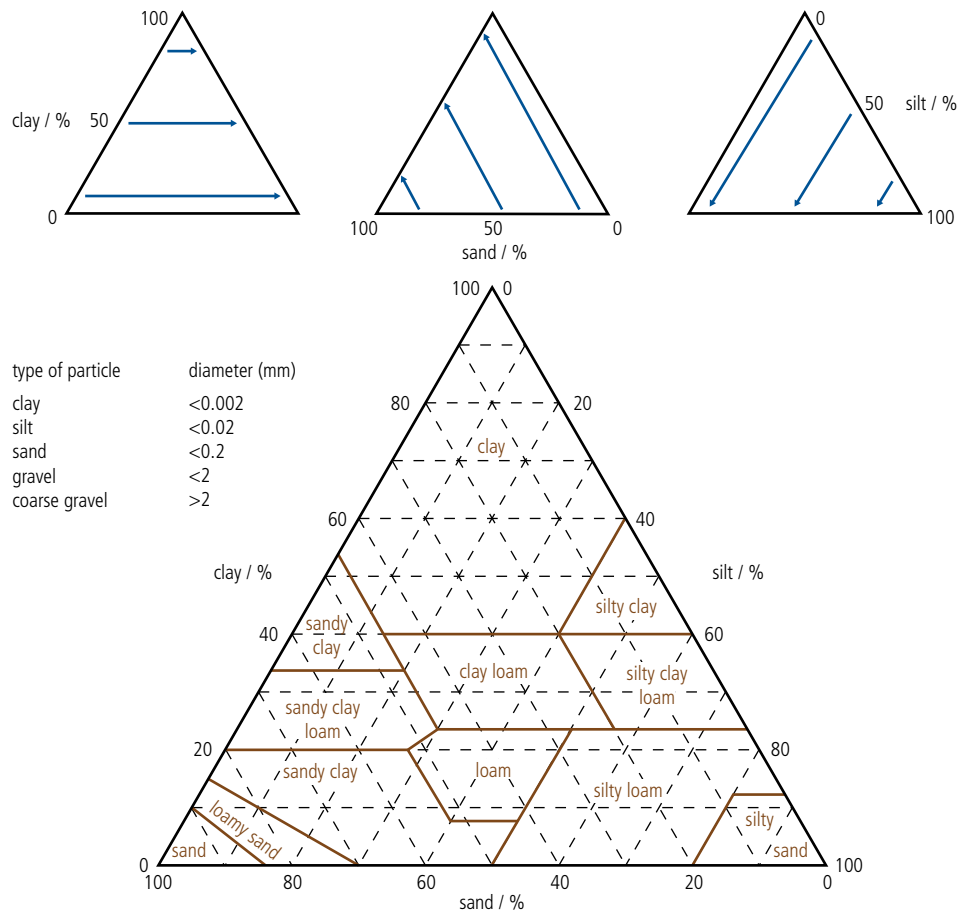 100
clay / %
50
0
100
50
0
sand / %
0
50
silt / %
100
100
0
type of particle
diameter (mm)
clay
<0.002
silt
<0.02
sand
<0.2
gravel
<2
coarse gravel
>2
80
20
clay
60
40
clay / %
silt / %
silty clay
sandy
clay
40
60
clay loam
silty clay
loam
sandy clay
loam
20
80
sandy clay
loam
silty loam
loamy sand
silty
sand
sand
0
100
100
80
60
40
20
0
sand / %